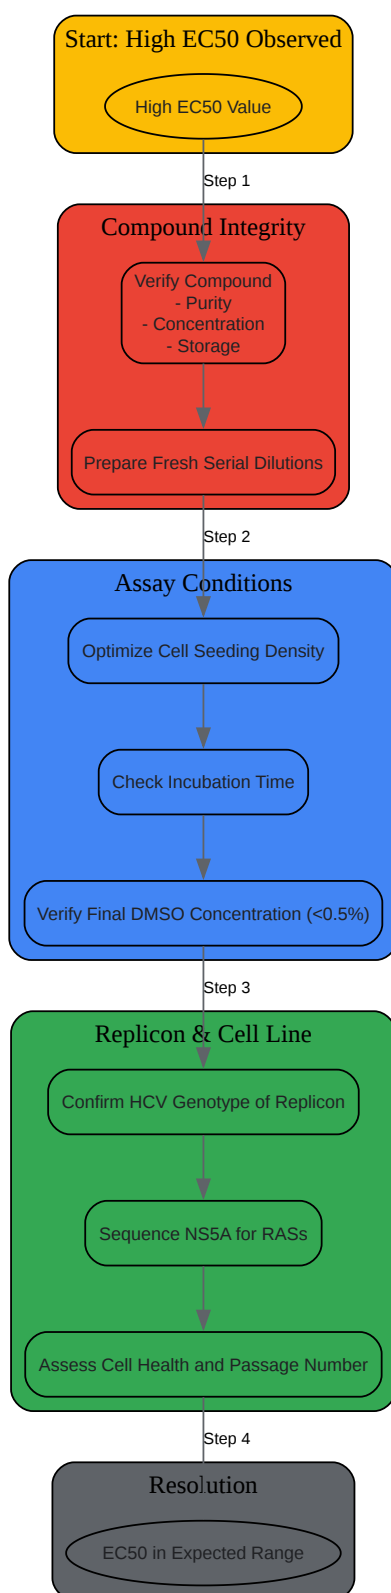 Start: High EC50 Observed
High EC50 Value
Step 1
Compound Integrity
Verify Compound
- Purity
- Concentration
- Storage
Prepare Fresh Serial Dilutions
Step 2
Assay Conditions
Optimize Cell Seeding Density
Check Incubation Time
Verify Final DMSO Concentration (<0.5%)
Step 3
Replicon & Cell Line
Confirm HCV Genotype of Replicon
Sequence NS5A for RASs
Assess Cell Health and Passage Number
Step 4
Resolution
EC50 in Expected Range